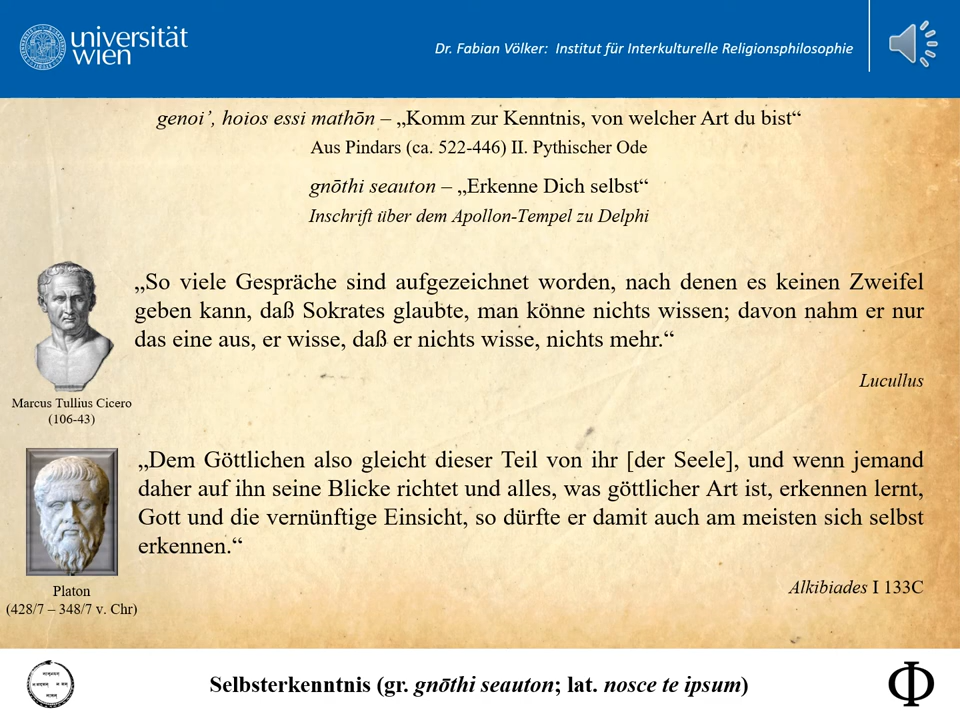 universität
wien
Dr. Fabian Völker: Institut für Interkulturelle Religionsphilosophie
genoi’, hoios essi mathōn – „Komm zur Kenntnis, von welcher Art du bist“
Aus Pindars (ca. 522-446) II. Pythischer Ode
gnōthi seauton – „Erkenne Dich selbst“
Inschrift über dem Apollon-Tempel zu Delphi
„So viele Gespräche sind aufgezeichnet worden, nach denen es keinen Zweifel
geben kann, daß Sokrates glaubte, man könne nichts wissen; davon nahm er nur
das eine aus, er wisse, daß er nichts wisse, nichts mehr.“
Lucullus
Marcus Tullius Cicero
(106-43)
„Dem Göttlichen also gleicht dieser Teil von ihr [der Seele], und wenn jemand
daher auf ihn seine Blicke richtet und alles, was göttlicher Art ist, erkennen lernt,
Gott und die vernünftige Einsicht, so dürfte er damit auch am meisten sich selbst
erkennen.“
Alkibiades I 133C
Platon
(428/7 – 348/7 v. Chr)
Selbsterkenntnis (gr. gnōthi seauton; lat. nosce te ipsum)
Φ